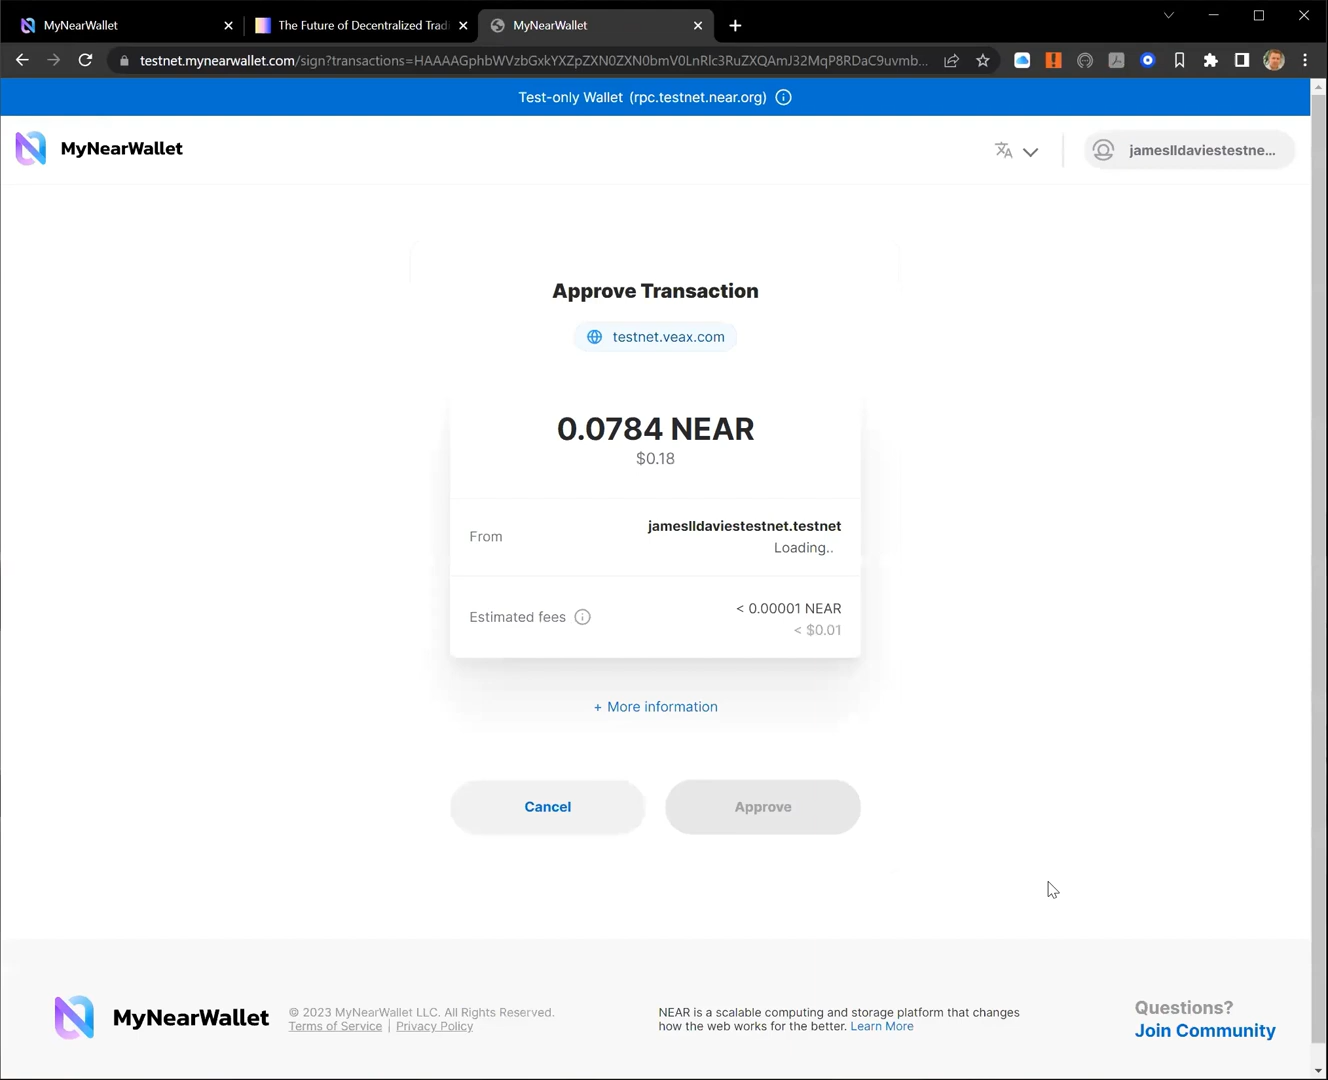 MyNearWallet
The Future of Decentralized Trad
MyNearWallet
testnet.mynearwallet.com/sign?transactions=HAAAAGphbWVzbGxkYXZpZXN0ZXN0bmV0LnRlc3RuZXQAmJ32MqP8RDaC9uvmb...
Test-only Wallet (rpc.testnet.near.org)
MyNearWallet
jameslldaviestestne...
Approve Transaction
testnet.veax.com
0.0784 NEAR
$0.18
From
jameslldaviestestnet.testnet
Loading..
Estimated fees
< 0.00001 NEAR
< $0.01
+ More information
Cancel
Approve
MyNearWallet
© 2023 MyNearWallet LLC. All Rights Reserved.
Terms of Service | Privacy Policy
NEAR is a scalable computing and storage platform that changes
how the web works for the better. Learn More
Questions?
Join Community